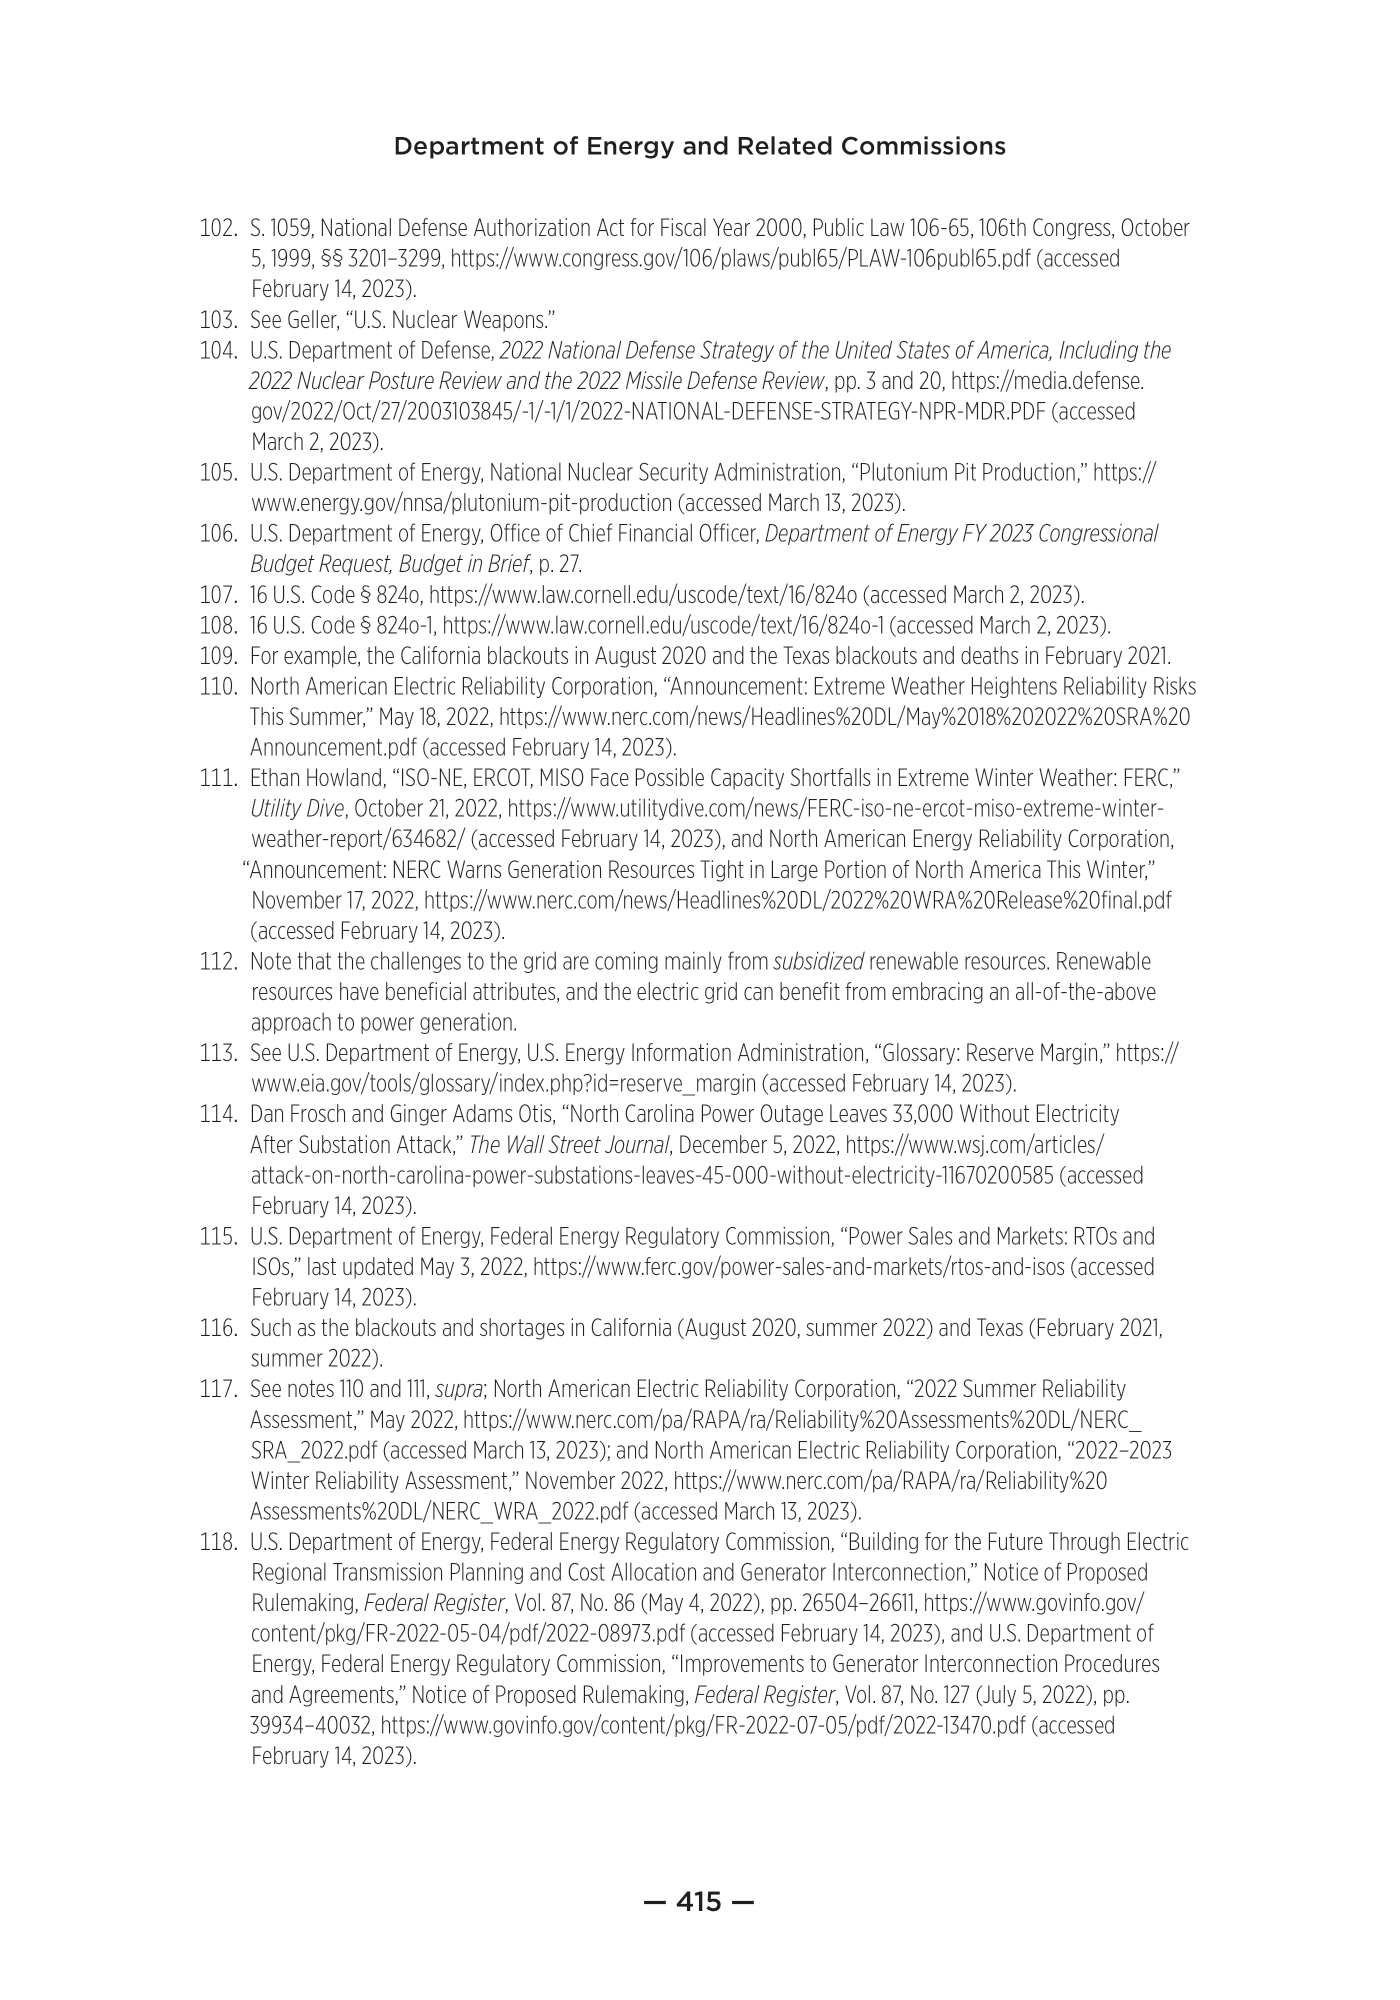 Department of Energy and Related Commissions
102. S. 1059, National Defense Authorization Act for Fiscal Year 2000, Public Law 106-65, 106th Congress, October
5, 1999, §§ 3201–3299, https://www.congress.gov/106/plaws/publ65/PLAW-106publ65.pdf (accessed
February 14, 2023).
103. See Geller, “U.S. Nuclear Weapons.”
104. U.S. Department of Defense, 2022 National Defense Strategy of the United States of America, Including the
2022 Nuclear Posture Review and the 2022 Missile Defense Review, pp. 3 and 20, https://media.defense.
gov/2022/Oct/27/2003103845/-1/-1/1/2022-NATIONAL-DEFENSE-STRATEGY-NPR-MDR.PDF (accessed
March 2, 2023).
105. U.S. Department of Energy, National Nuclear Security Administration, “Plutonium Pit Production,” https://
www.energy.gov/nnsa/plutonium-pit-production (accessed March 13, 2023).
106. U.S. Department of Energy, Office of Chief Financial Officer, Department of Energy FY 2023 Congressional
Budget Request, Budget in Brief, p. 27.
107. 16 U.S. Code § 824o, https://www.law.cornell.edu/uscode/text/16/824o (accessed March 2, 2023).
108. 16 U.S. Code § 824o-1, https://www.law.cornell.edu/uscode/text/16/824o-1 (accessed March 2, 2023).
109. For example, the California blackouts in August 2020 and the Texas blackouts and deaths in February 2021.
110. North American Electric Reliability Corporation, “Announcement: Extreme Weather Heightens Reliability Risks
This Summer,” May 18, 2022, https://www.nerc.com/news/Headlines%20DL/May%2018%202022%20SRA%20
Announcement.pdf (accessed February 14, 2023).
111. Ethan Howland, “ISO-NE, ERCOT, MISO Face Possible Capacity Shortfalls in Extreme Winter Weather: FERC,”
Utility Dive, October 21, 2022, https://www.utilitydive.com/news/FERC-iso-ne-ercot-miso-extreme-winter-
weather-report/634682/ (accessed February 14, 2023), and North American Energy Reliability Corporation,
“Announcement: NERC Warns Generation Resources Tight in Large Portion of North America This Winter,”
November 17, 2022, https://www.nerc.com/news/Headlines%20DL/2022%20WRA%20Release%20final.pdf
(accessed February 14, 2023).
112. Note that the challenges to the grid are coming mainly from subsidized renewable resources. Renewable
resources have beneficial attributes, and the electric grid can benefit from embracing an all-of-the-above
approach to power generation.
113. See U.S. Department of Energy, U.S. Energy Information Administration, “Glossary: Reserve Margin,” https://
www.eia.gov/tools/glossary/index.php?id=reserve_margin (accessed February 14, 2023).
114. Dan Frosch and Ginger Adams Otis, “North Carolina Power Outage Leaves 33,000 Without Electricity
After Substation Attack,” The Wall Street Journal, December 5, 2022, https://www.wsj.com/articles/
attack-on-north-carolina-power-substations-leaves-45-000-without-electricity-11670200585 (accessed
February 14, 2023).
115. U.S. Department of Energy, Federal Energy Regulatory Commission, “Power Sales and Markets: RTOs and
ISOs,” last updated May 3, 2022, https://www.ferc.gov/power-sales-and-markets/rtos-and-isos (accessed
February 14, 2023).
116. Such as the blackouts and shortages in California (August 2020, summer 2022) and Texas (February 2021,
summer 2022).
117. See notes 110 and 111, supra; North American Electric Reliability Corporation, “2022 Summer Reliability
Assessment,” May 2022, https://www.nerc.com/pa/RAPA/ra/Reliability%20Assessments%20DL/NERC_
SRA_2022.pdf (accessed March 13, 2023); and North American Electric Reliability Corporation, “2022–2023
Winter Reliability Assessment,” November 2022, https://www.nerc.com/pa/RAPA/ra/Reliability%20
Assessments%20DL/NERC_WRA_2022.pdf (accessed March 13, 2023).
118. U.S. Department of Energy, Federal Energy Regulatory Commission, “Building for the Future Through Electric
Regional Transmission Planning and Cost Allocation and Generator Interconnection,” Notice of Proposed
Rulemaking, Federal Register, Vol. 87, No. 86 (May 4, 2022), pp. 26504–26611, https://www.govinfo.gov/
content/pkg/FR-2022-05-04/pdf/2022-08973.pdf (accessed February 14, 2023), and U.S. Department of
Energy, Federal Energy Regulatory Commission, “Improvements to Generator Interconnection Procedures
and Agreements,” Notice of Proposed Rulemaking, Federal Register, Vol. 87, No. 127 (July 5, 2022), pp.
39934–40032, https://www.govinfo.gov/content/pkg/FR-2022-07-05/pdf/2022-13470.pdf (accessed
February 14, 2023).
— 415 —